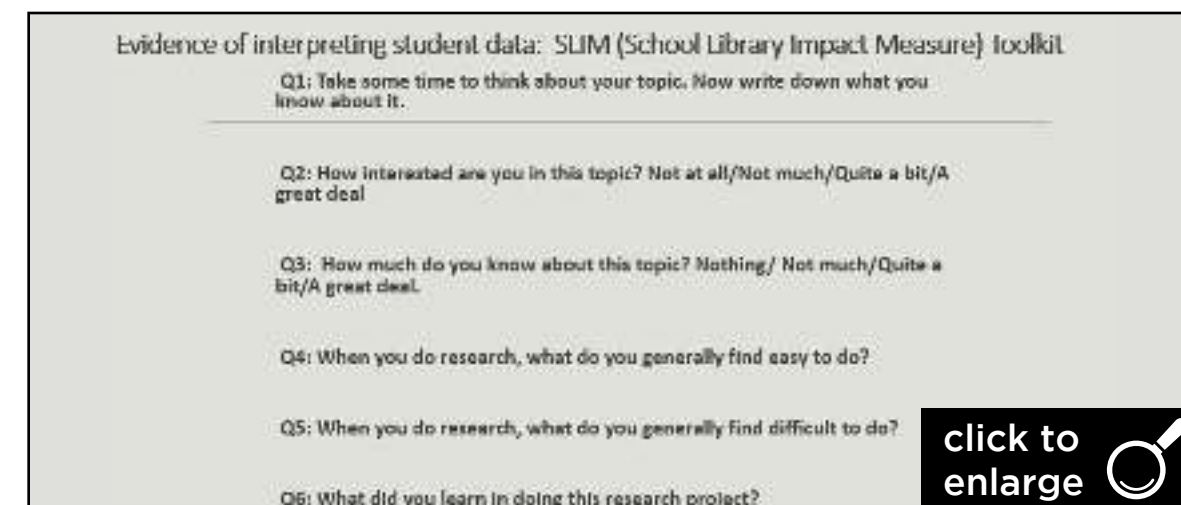 Evidence of interpreting student data: SLIM (School Library Impact Measure) Toolkit
Q1: Take some time to think about your topic. Now write down what you
know about it.
Q2: How interested are you in this topic? Not at all/Not much/Quite a bit/A
great deal
Q3: How much do you know about this topic? Nothing/ Not much/Quite a
bit/A great deal.
Q4: When you do research, what do you generally find easy to do?
Q5: When you do research, what do you generally find difficult to do?
Q6: What did you learn in doing this research project?
click to
enlarge